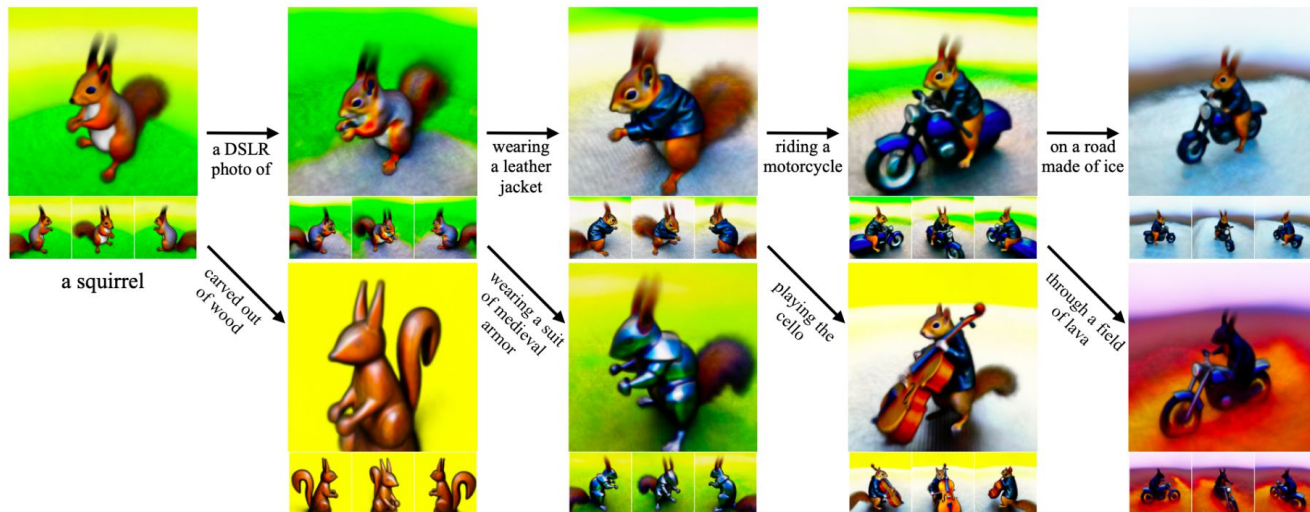 a DSLR
photo of
wearing
a leather
jacket
riding a
motorcycle
on a road
made of ice
a squirrel
carved out
of wood
wearing a suit
of medieval
armor
playing the
cello
through a field
of lava